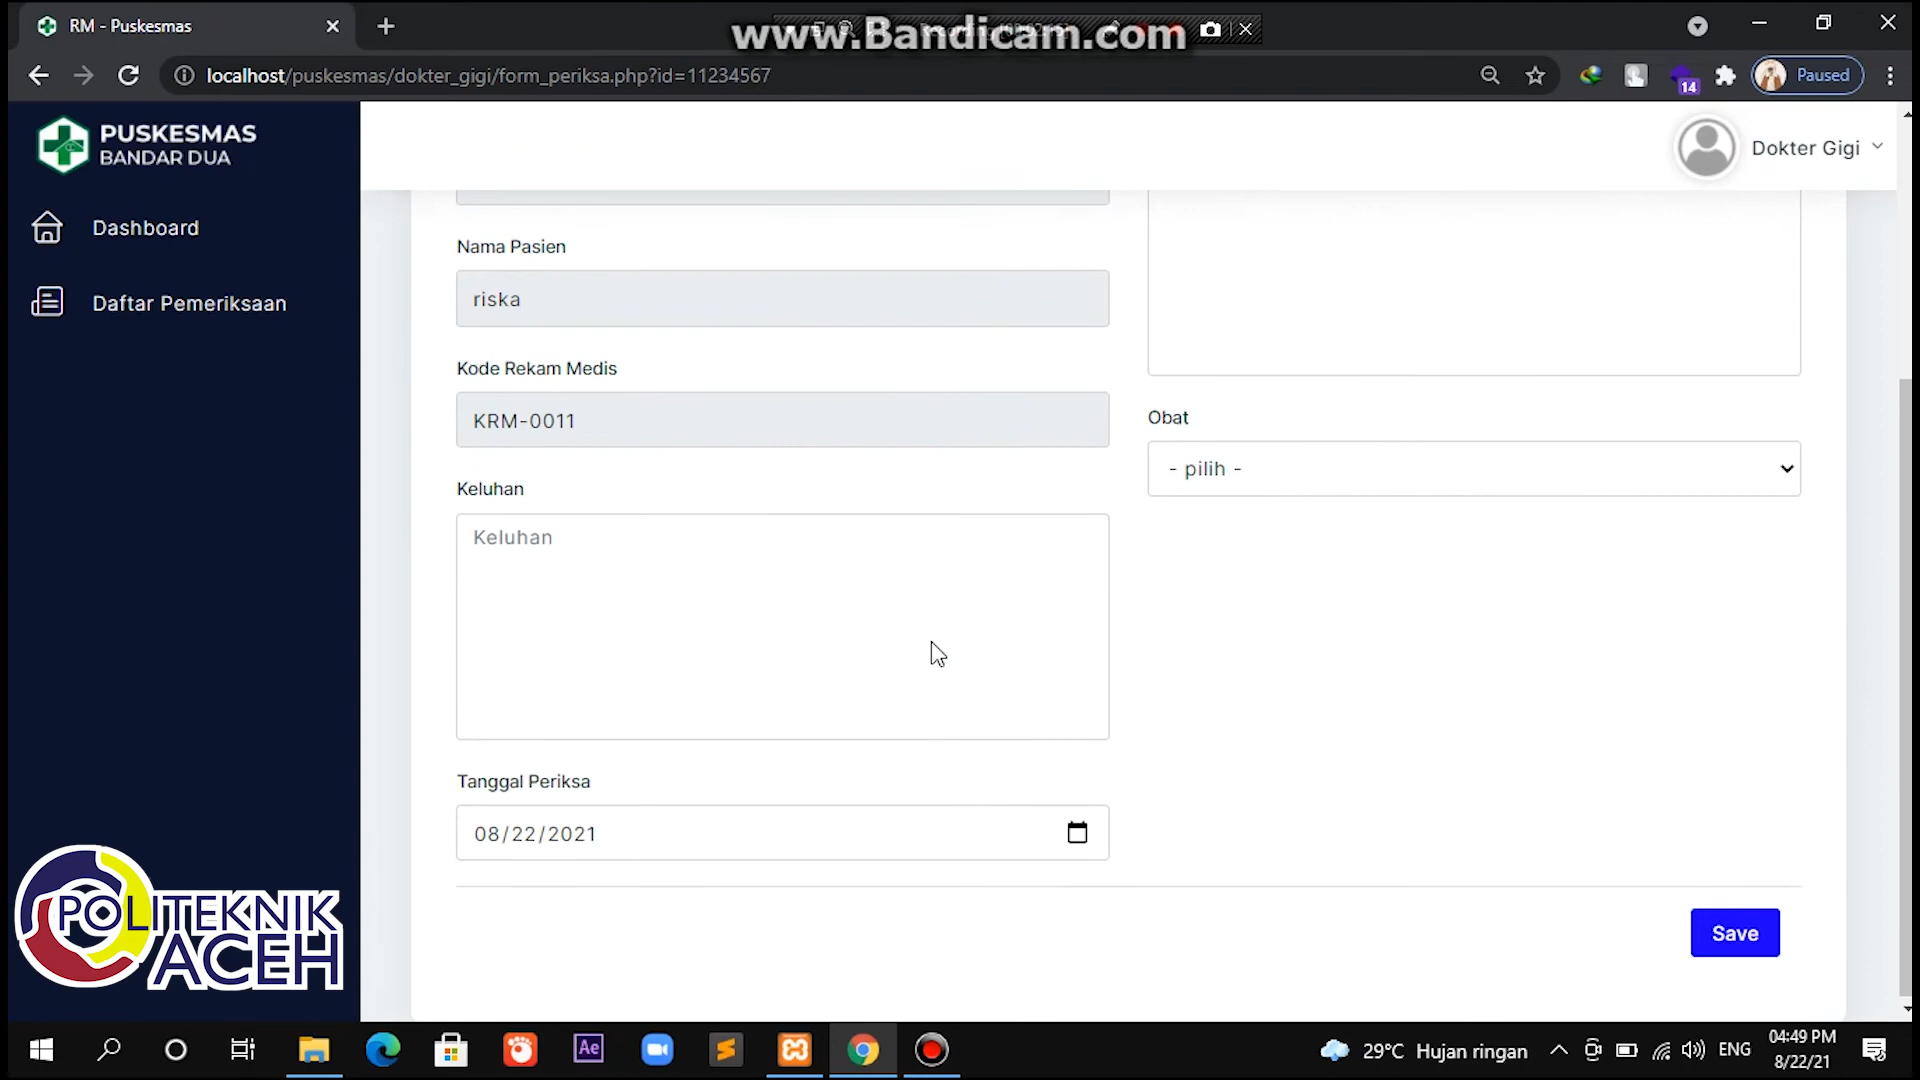 RM - Puskesmas
www.Bandicam.com
localhost/puskesmas/dokter_gigi/form_periksa.php?id=11234567
14
Paused
PUSKESMAS
BANDAR DUA
Dokter Gigi
Dashboard
Daftar Pemeriksaan
Nama Pasien
riska
Kode Rekam Medis
KRM-0011
Keluhan
Keluhan
Tanggal Periksa
08/22/2021
Obat
- pilih -
Save
POLITEKNIK
ACEH
Ae
29°C Hujan ringan
ENG
04:49 PM
8/22/21